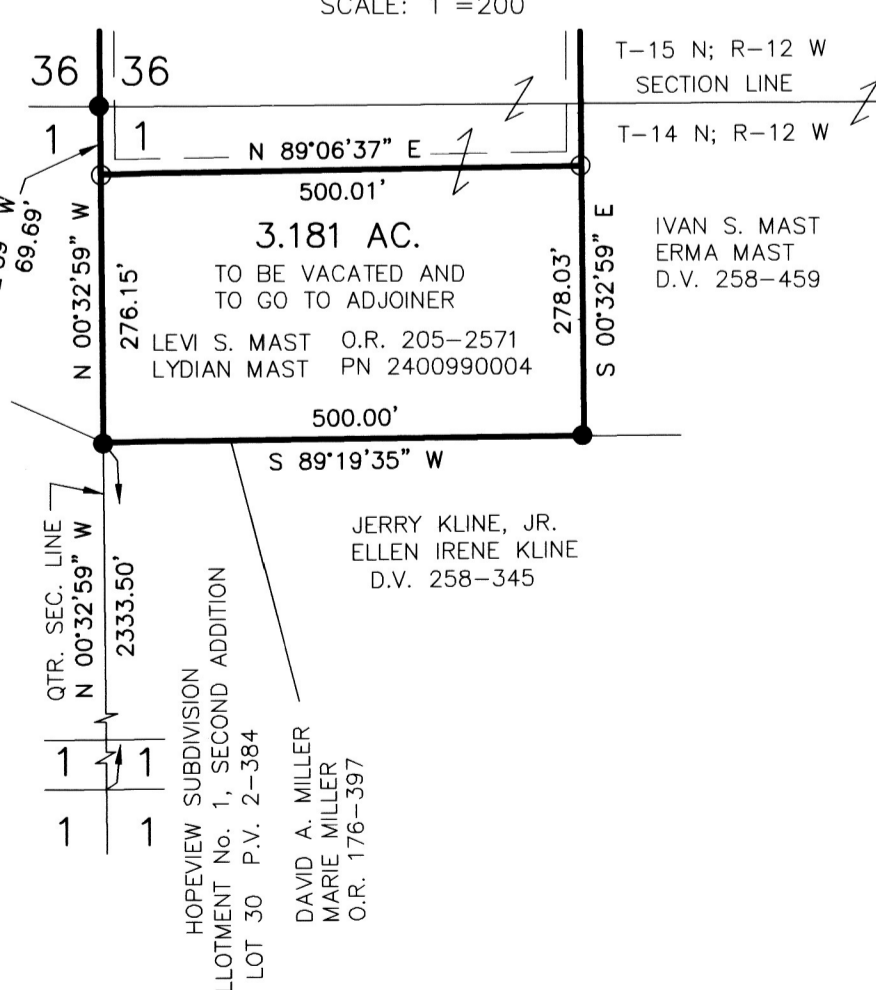 SCALE: 1"=200'
36
36
T-15 N; R-12 W
SECTION LINE
1
1
T-14 N; R-12 W
N 89°06'37" E
500.01'
W
69.69'
N 00°32'59" W
276.15'
3.181 AC.
TO BE VACATED AND
TO GO TO ADJOINER
LEVI S. MAST O.R. 205-2571
LYDIAN MAST PN 2400990004
278.03'
S 00°32'59" E
IVAN S. MAST
ERMA MAST
D.V. 258-459
500.00'
S 89°19'35" W
JERRY KLINE, JR.
ELLEN IRENE KLINE
D.V. 258-345
QTR. SEC. LINE
N 00°32'59" W
2333.50'
1
1
1
1
HOPEVIEW SUBDIVISION
LLOTMENT No. 1, SECOND ADDITION
LOT 30 P.V. 2-384
DAVID A. MILLER
MARIE MILLER
O.R. 176-397